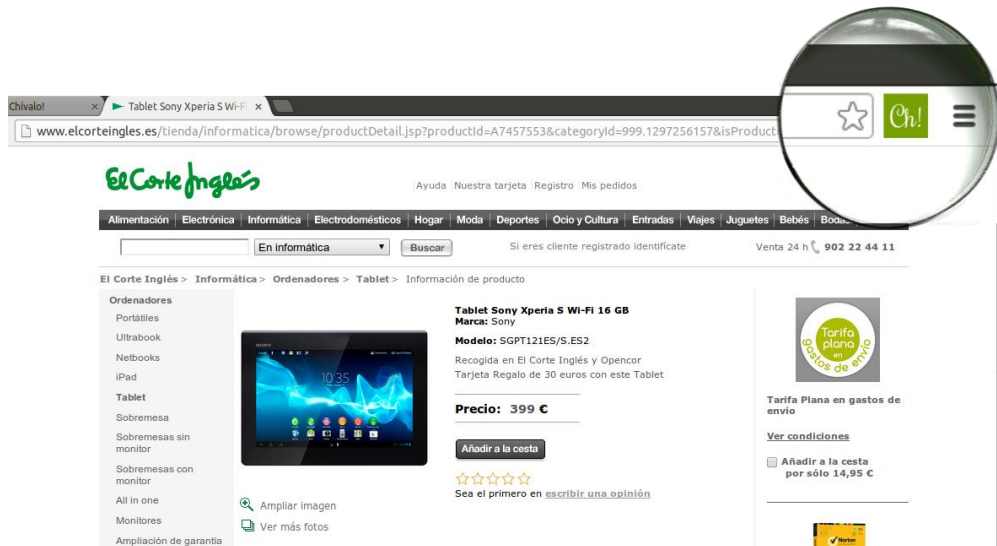 Chívalo!
Tablet Sony Xperia S Wi-Fi
Ch!
www.elcorteingles.es/tienda/informatica/browse/productDetail.jsp?productId=A7457553&categoryId=999.1297256157&isProduct
El Corte Inglés
Ayuda Nuestra tarjeta Registro Mis pedidos
Alimentación Electrónica Informática Electrodomésticos Hogar Moda Deportes Ocio y Cultura Entradas Viajes Juguetes Bebés Bodas
En informática Buscar Si eres cliente registrado identifícate Venta 24 h 902 22 44 11
El Corte Inglés > Informática > Ordenadores > Tablet > Información de producto
Ordenadores
Portátiles
Ultrabook
Netbooks
iPad
Tablet
Sobremesa
Sobremesas sin
monitor
Sobremesas con
monitor
All in one
Monitores
Ampliación de garantía
SONY
10:35
Ampliar imagen
Ver más fotos
Tablet Sony Xperia S Wi-Fi 16 GB
Marca: Sony
Modelo: SGPT121ES/S.ES2
Recogida en El Corte Inglés y Opencor
Tarjeta Regalo de 30 euros con este Tablet
Precio: 399 €
Añadir a la cesta
Sea el primero en escribir una opinión
Tarifa
plana
en
gastos de envío
Tarifa Plana en gastos de
envío
Ver condiciones
Añadir a la cesta
por sólo 14,95 €
Norton